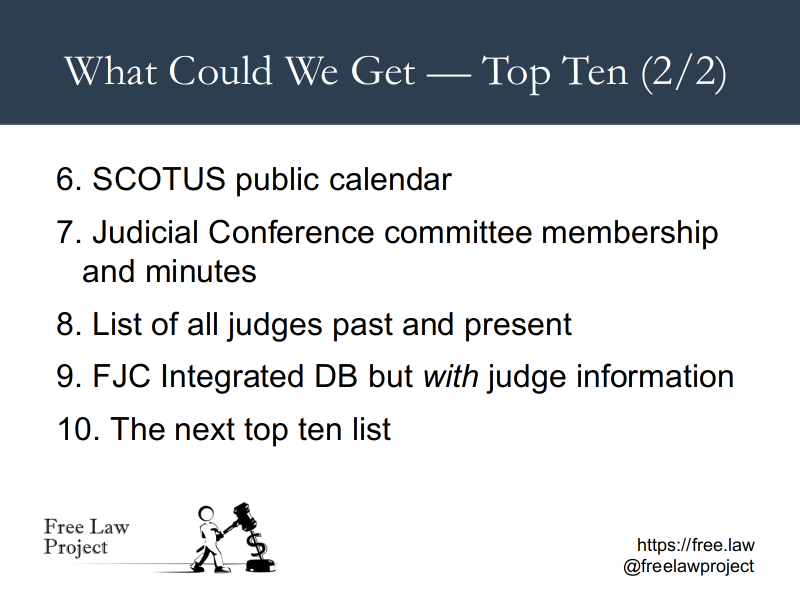 What Could We Get — Top Ten (2/2)
6. SCOTUS public calendar
7. Judicial Conference committee membership
and minutes
8. List of all judges past and present
9. FJC Integrated DB but with judge information
10. The next top ten list
Free Law
Project
$
https://free.law
@freelawproject